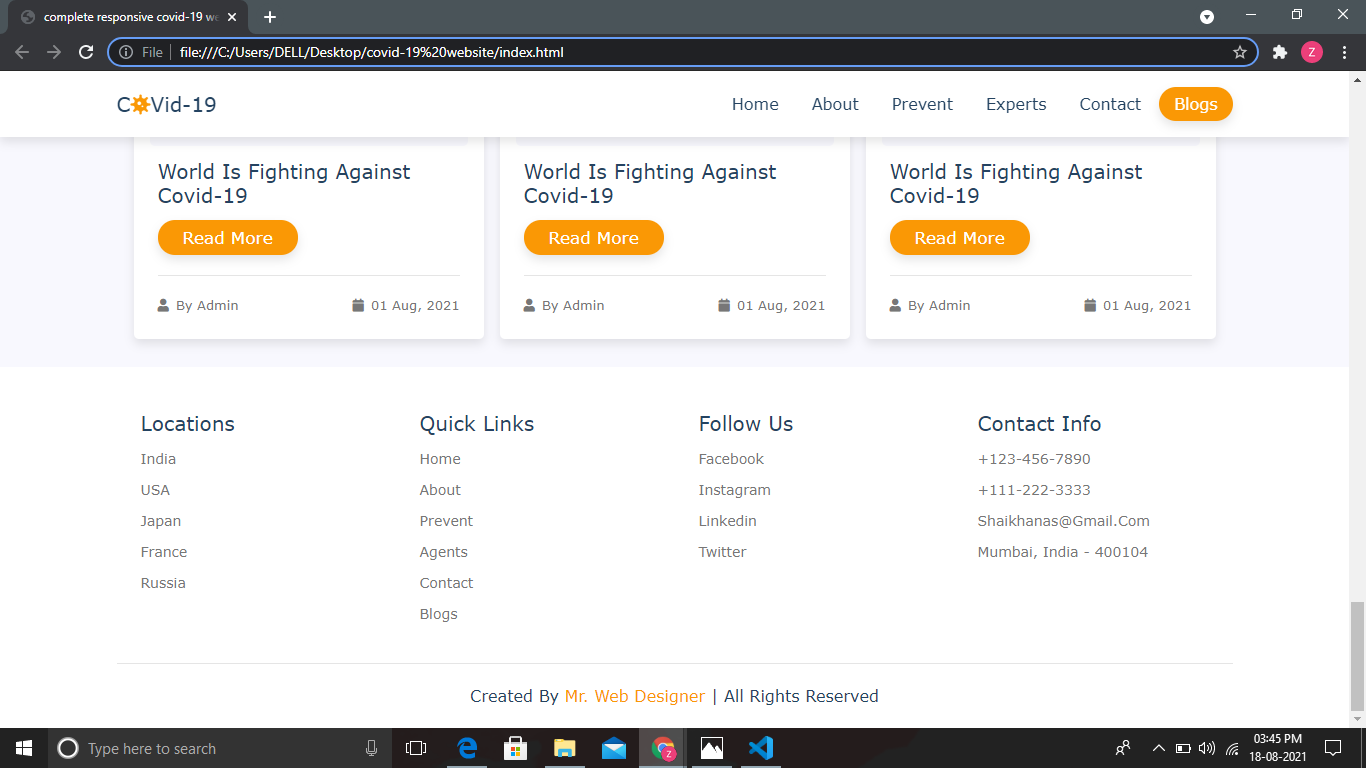 complete responsive covid-19 we
File file:///C:/Users/DELL/Desktop/covid-19%20website/index.html
Z
C Vid-19 Home About Prevent Experts Contact Blogs
World Is Fighting Against
Covid-19
Read More
By Admin 01 Aug, 2021
World Is Fighting Against
Covid-19
Read More
By Admin 01 Aug, 2021
World Is Fighting Against
Covid-19
Read More
By Admin 01 Aug, 2021
Locations
India
USA
Japan
France
Russia
Quick Links
Home
About
Prevent
Agents
Contact
Blogs
Follow Us
Facebook
Instagram
Linkedin
Twitter
Contact Info
+123-456-7890
+111-222-3333
Shaikhanas@Gmail.Com
Mumbai, India - 400104
Created By Mr. Web Designer | All Rights Reserved
Type here to search
Z
03:45 PM
18-08-2021